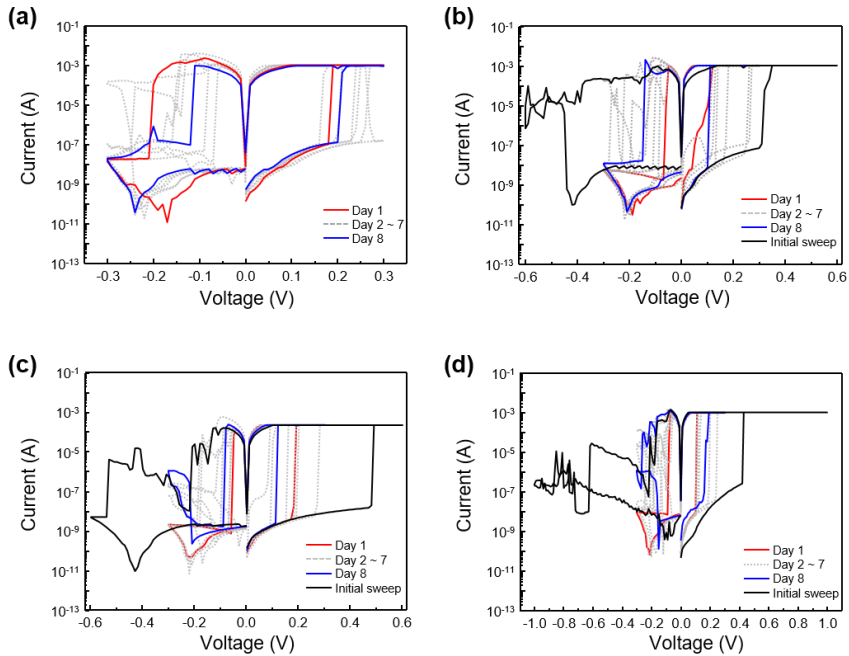 (a)
10-1
10-3
10-5
10-7
10-9
10-11
10-13
Current (A)
-0.3 -0.2 -0.1 0.0 0.1 0.2 0.3
Voltage (V)
Day 1
Day 2 ~ 7
Day 8
(b)
10-1
10-3
10-5
10-7
10-9
10-11
10-13
Current (A)
-0.6 -0.4 -0.2 0.0 0.2 0.4 0.6
Voltage (V)
Day 1
Day 2 ~ 7
Day 8
Initial sweep
(c)
10-1
10-3
10-5
10-7
10-9
10-11
10-13
Current (A)
-0.6 -0.4 -0.2 0.0 0.2 0.4 0.6
Voltage (V)
Day 1
Day 2 ~ 7
Day 8
Initial sweep
(d)
10-1
10-3
10-5
10-7
10-9
10-11
10-13
Current (A)
-1.0 -0.8 -0.6 -0.4 -0.2 0.0 0.2 0.4 0.6 0.8 1.0
Voltage (V)
Day 1
Day 2 ~ 7
Day 8
Initial sweep